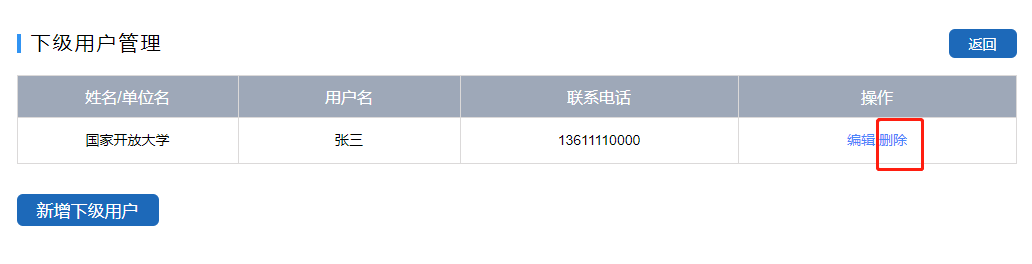 下级用户管理
返回
姓名/单位名 用户名 联系电话 操作
国家开放大学 张三 13611110000 编辑 删除
新增下级用户